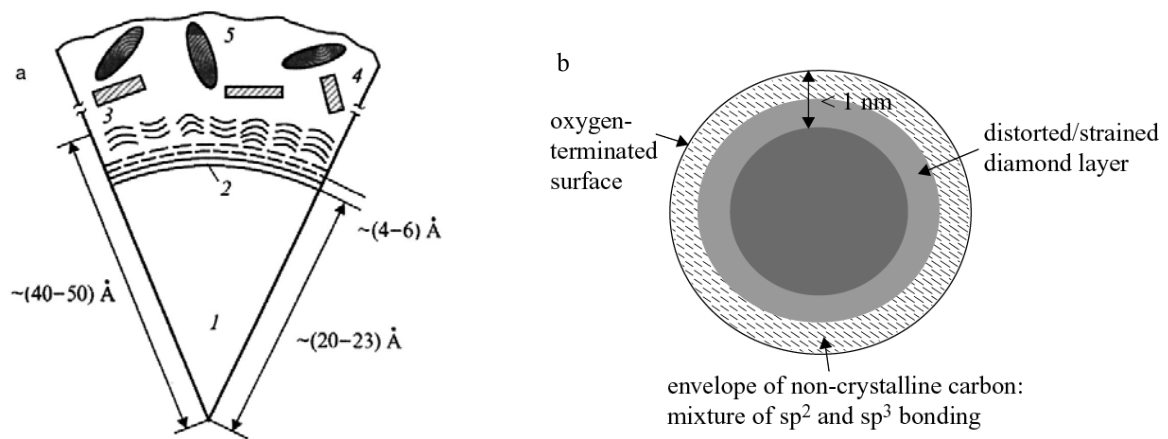 a
5
4
3
2
~(4–6) Å
~(40–50) Å
1
~(20–23) Å
b
< 1 nm
oxygen-
terminated
surface
distorted/strained
diamond layer
envelope of non-crystalline carbon:
mixture of sp² and sp³ bonding